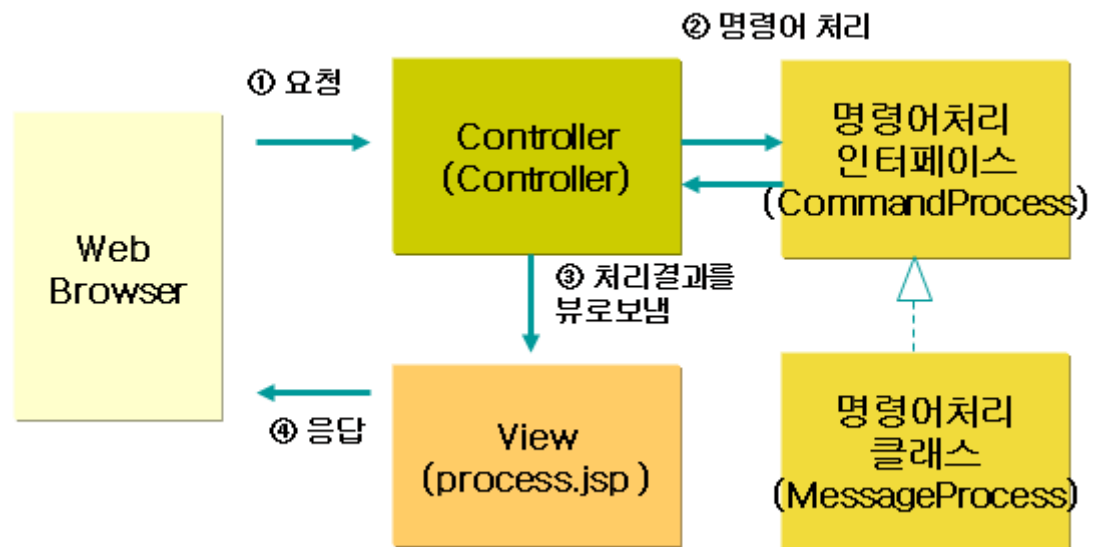 ② 명령어 처리
① 요청
Controller
(Controller)
명령어처리
인터페이스
(CommandProcess)
Web
Browser
③ 처리결과를
뷰로보냄
④ 응답
View
(process.jsp )
명령어처리
클래스
(MessageProcess)